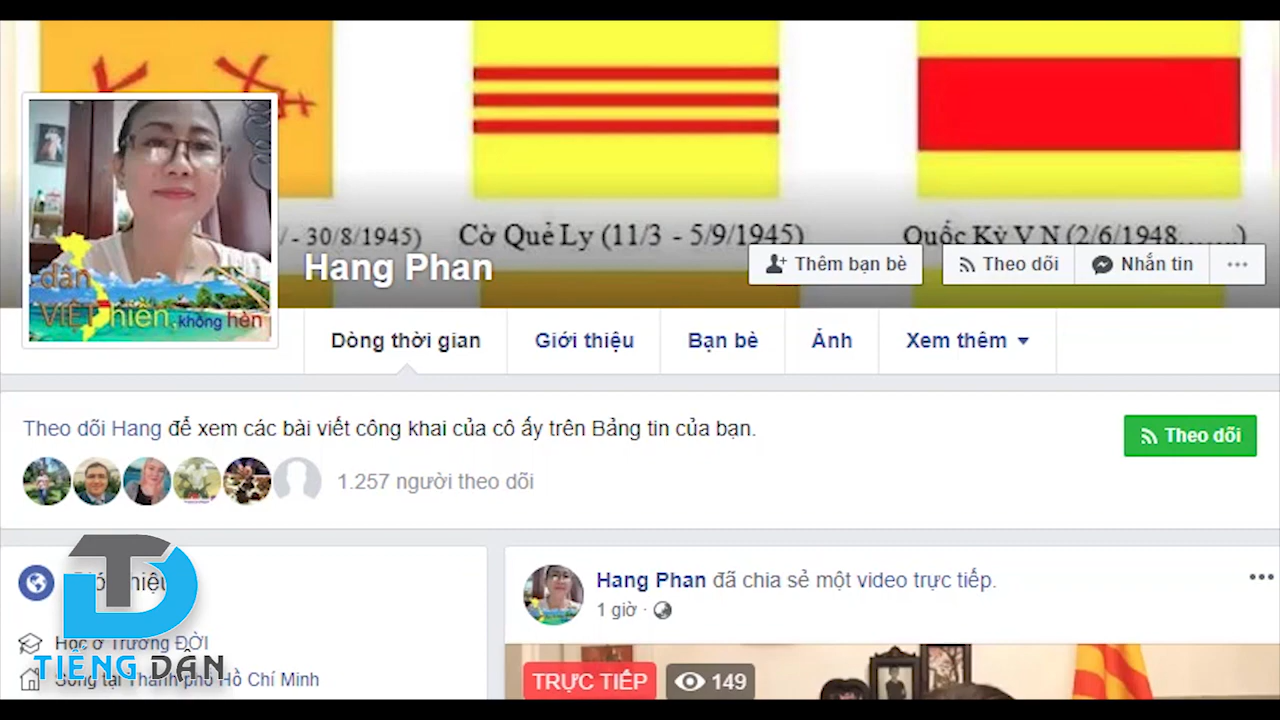 / - 30/8/1945)
Cờ Quẻ Ly (11/3 - 5/9/1945)
Quốc Kỳ V N (2/6/1948.......)
dân
VIỆT hiền, không hèn
Hang Phan
Thêm bạn bè
Theo dõi
Nhắn tin
Dòng thời gian
Giới thiệu
Bạn bè
Ảnh
Xem thêm
Theo dõi Hang để xem các bài viết công khai của cô ấy trên Bảng tin của bạn.
Theo dõi
1.257 người theo dõi
Hang Phan đã chia sẻ một video trực tiếp.
1 giờ ·
Học ở Trường ĐỜI
TIẾNG DÂN
Sống tại Thành phố Hồ Chí Minh
TRỰC TIẾP
149